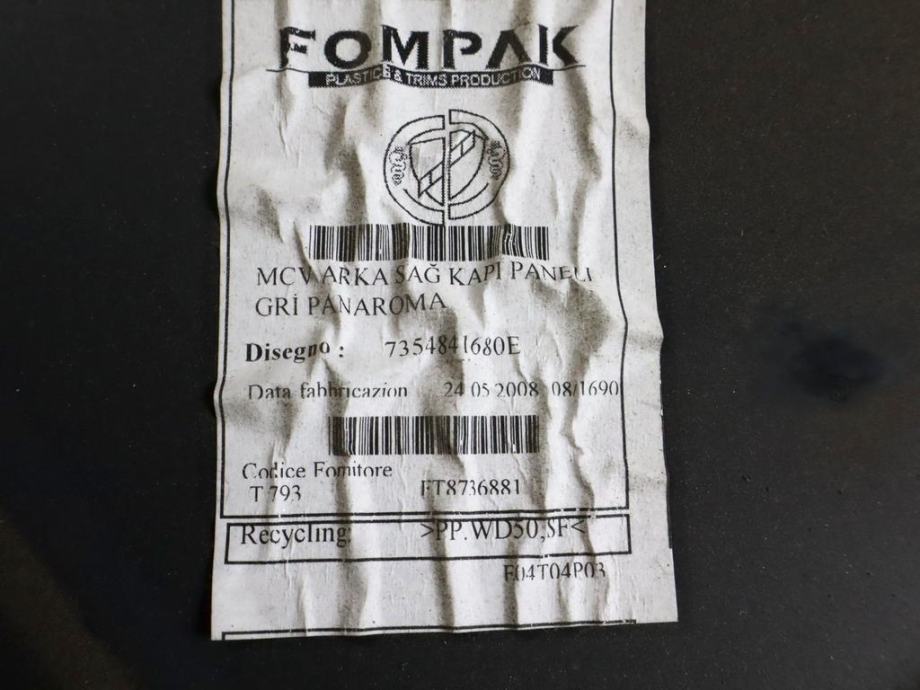 FOMPAK
PLASTICS & TRIMS PRODUCTION
MCV ARKA SAĞ KAPI PANELI
GRİ PANAROMA
Disegno : 7354841680E
Data fabbricazion 24 05 2008 08/1690
Codice Fornitore
T 793 FT8736881
Recycling: >PP.WD50,SF<
F04T04P03